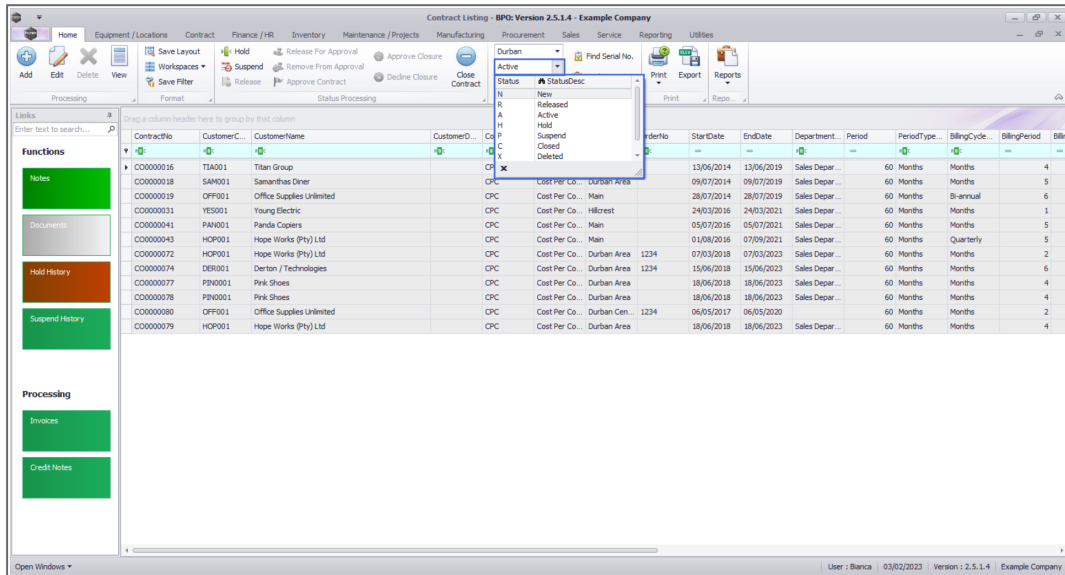 Contract Listing - BPO: Version 2.5.1.4 - Example Company
Home Equipment / Locations Contract Finance / HR Inventory Maintenance / Projects Manufacturing Procurement Sales Service Reporting Utilities
Add Edit Delete View
Processing
Save Layout
Workspaces
Save Filter
Format
Hold
Suspend
Release
Release For Approval
Remove From Approval
Approve Contract
Approve Closure
Decline Closure
Close Contract
Status Processing
Durban
Active
Find Serial No.
Print Export Reports
Print Repo...
Status StatusDesc
N New
R Released
A Active
H Hold
P Suspend
C Closed
X Deleted
Links
Enter text to search...
Functions
Notes
Documents
Hold History
Suspend History
Processing
Invoices
Credit Notes
Drag a column header here to group by that column
ContractNo CustomerC... CustomerName CustomerD... Co rderNo StartDate EndDate Department... Period PeriodType... BillingCycle... BillingPeriod Billi
CO0000016 TIA001 Titan Group CP 13/06/2014 13/06/2019 Sales Depar... 60 Months Months 4
CO0000018 SAM001 Samanthas Diner CPC Cost Per Co... Durban Area 09/07/2014 09/07/2019 Sales Depar... 60 Months Months 5
CO0000019 OFF001 Office Supplies Unlimited CPC Cost Per Co... Main 28/07/2014 28/07/2019 Sales Depar... 60 Months Bi-annual 6
CO0000031 YES001 Young Electric CPC Cost Per Co... Hillcrest 24/03/2016 24/03/2021 Sales Depar... 60 Months Months 1
CO0000041 PAN001 Panda Copiers CPC Cost Per Co... Main 05/07/2016 05/07/2021 Sales Depar... 60 Months Months 5
CO0000043 HOP001 Hope Works (Pty) Ltd CPC Cost Per Co... Main 01/08/2016 07/09/2021 Sales Depar... 60 Months Quarterly 5
CO0000072 HOP001 Hope Works (Pty) Ltd CPC Cost Per Co... Durban Area 1234 07/03/2018 07/03/2023 Sales Depar... 60 Months Months 2
CO0000074 DER001 Derton / Technologies CPC Cost Per Co... Durban Area 1234 15/06/2018 15/06/2023 Sales Depar... 60 Months Months 6
CO0000077 PIN0001 Pink Shoes CPC Cost Per Co... Durban Area 18/06/2018 18/06/2023 Sales Depar... 60 Months Months 4
CO0000078 PIN0001 Pink Shoes CPC Cost Per Co... Durban Area 18/06/2018 18/06/2023 Sales Depar... 60 Months Months 4
CO0000080 OFF001 Office Supplies Unlimited CPC Cost Per Co... Durban Cen... 1234 06/05/2017 06/05/2020 60 Months Months 2
CO0000079 HOP001 Hope Works (Pty) Ltd CPC Cost Per Co... Durban Area 18/06/2018 18/06/2023 Sales Depar... 60 Months Months 4
Open Windows
User : Bianca 03/02/2023 Version : 2.5.1.4 Example Company